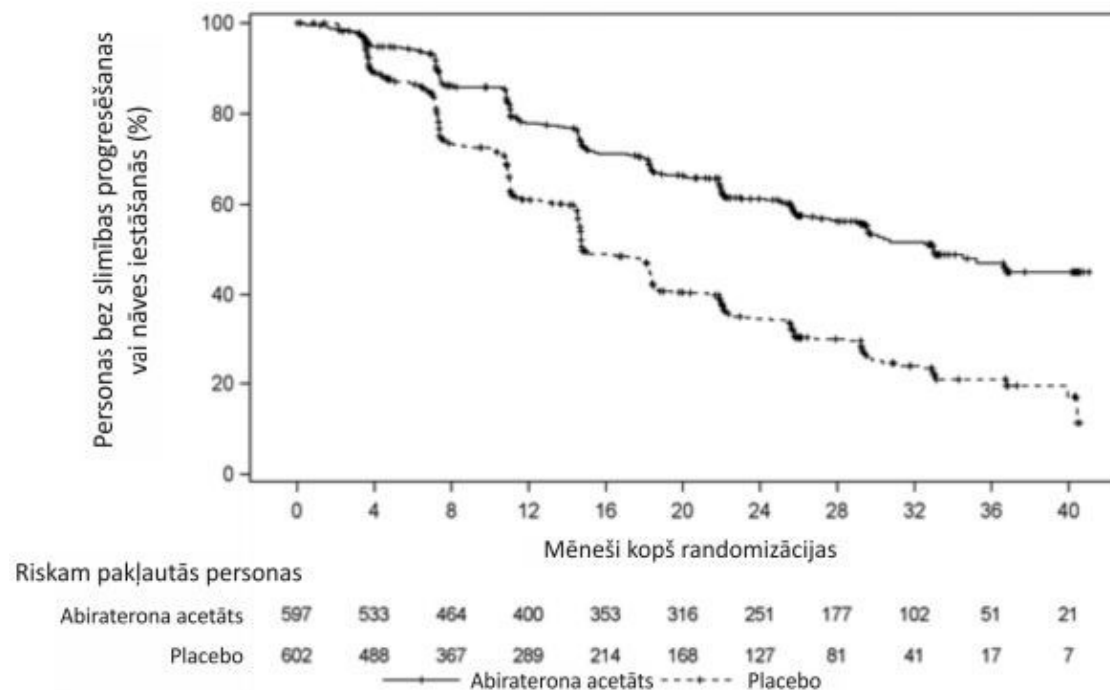 Personas bez slimības progresēšanas
vai nāves iestāšanās (%)
100
80
60
40
20
0
0 4 8 12 16 20 24 28 32 36 40
Mēneši kopš randomizācijas
Riskam pakļautās personas
Abiraterona acetāts 597 533 464 400 353 316 251 177 102 51 21
Placebo 602 488 367 289 214 168 127 81 41 17 7
Abiraterona acetāts Placebo